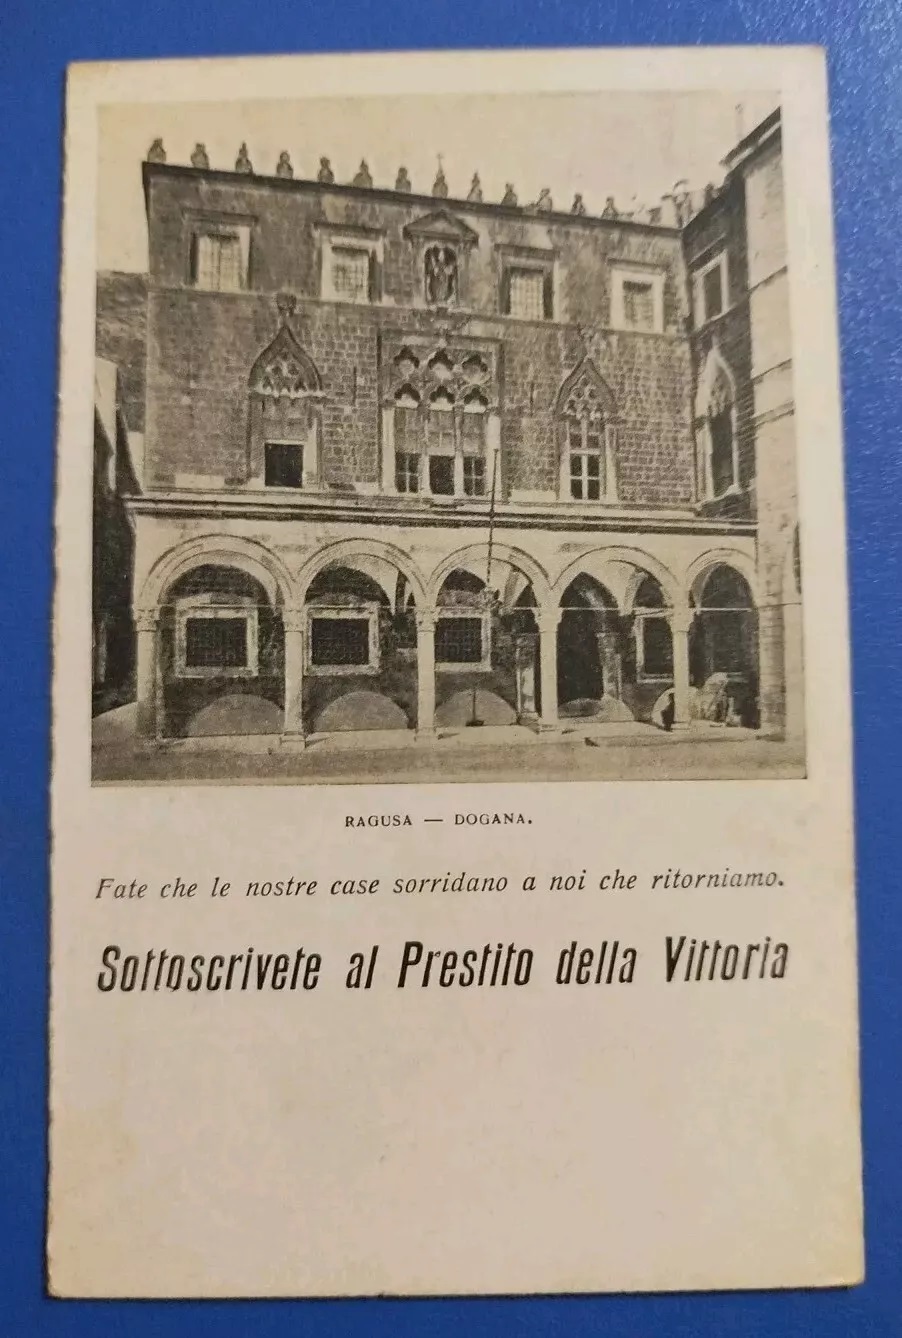 RAGUSA — DOGANA.
Fate che le nostre case sorridano a noi che ritorniamo.
Sottoscrivete al Prestito della Vittoria